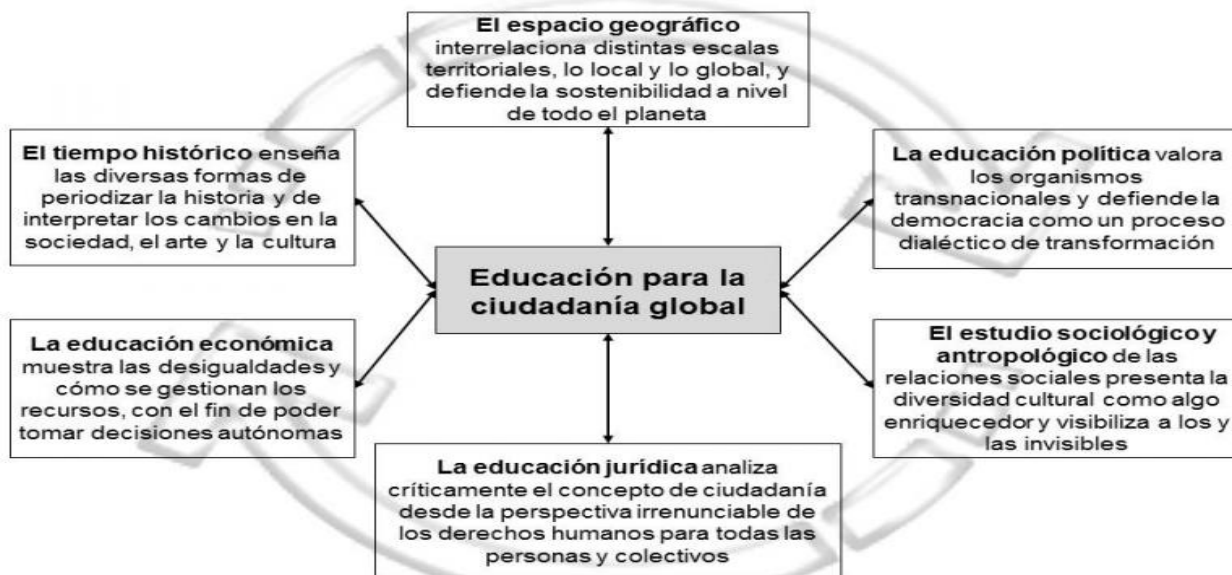 El espacio geográfico
interrelaciona distintas escalas
territoriales, lo local y lo global, y
defiende la sostenibilidad a nivel
de todo el planeta
El tiempo histórico enseña
las diversas formas de
periodizar la historia y de
interpretar los cambios en la
sociedad, el arte y la cultura
La educación política valora
los organismos
transnacionales y defiende la
democracia como un proceso
dialéctico de transformación
Educación para la
ciudadanía global
La educación económica
muestra las desigualdades y
cómo se gestionan los
recursos, con el fin de poder
tomar decisiones autónomas
El estudio sociológico y
antropológico de las
relaciones sociales presenta la
diversidad cultural como algo
enriquecedor y visibiliza a los y
las invisibles
La educación jurídica analiza
críticamente el concepto de ciudadanía
desde la perspectiva irrenunciable de
los derechos humanos para todas las
personas y colectivos